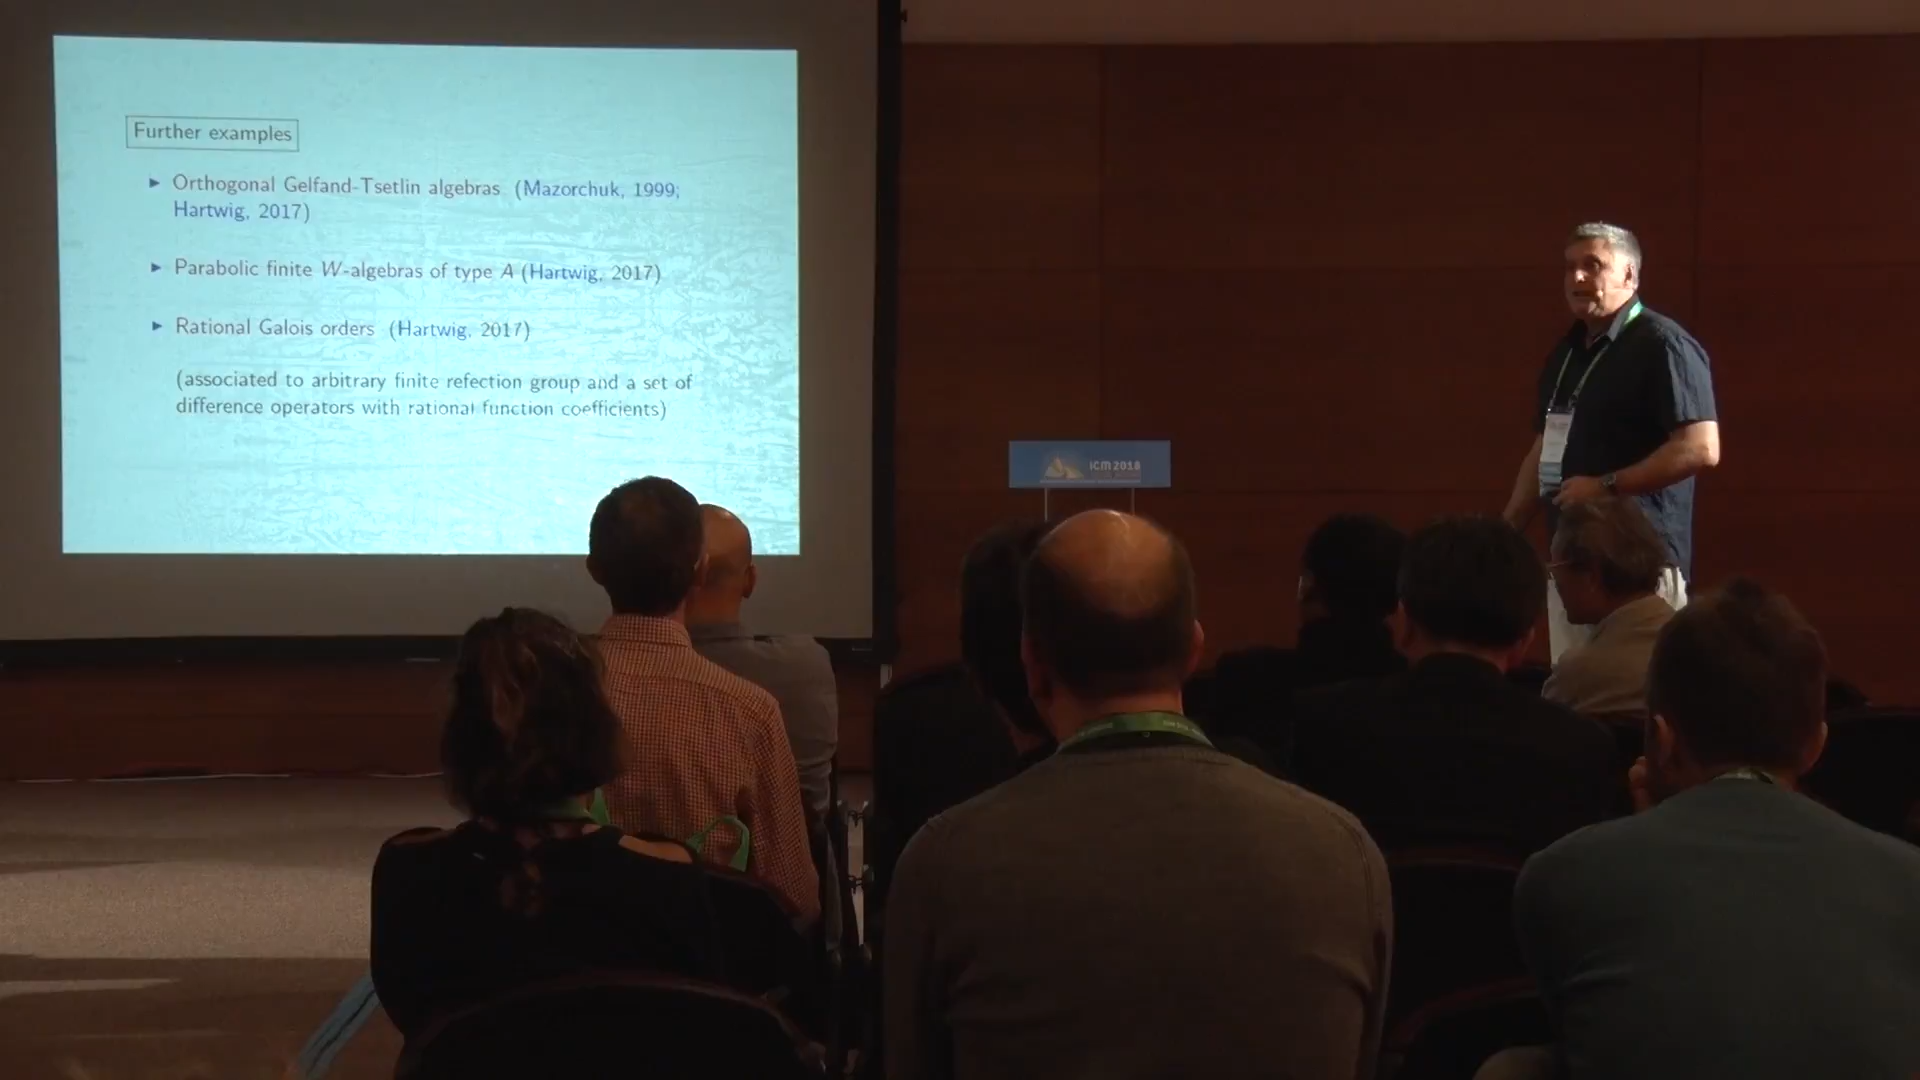 Further examples
► Orthogonal Gelfand-Tsetlin algebras (Mazorchuk, 1999;
Hartwig, 2017)
► Parabolic finite W-algebras of type A (Hartwig, 2017)
► Rational Galois orders (Hartwig, 2017)
(associated to arbitrary finite refection group and a set of
difference operators with rational function coefficients)
icm 2018